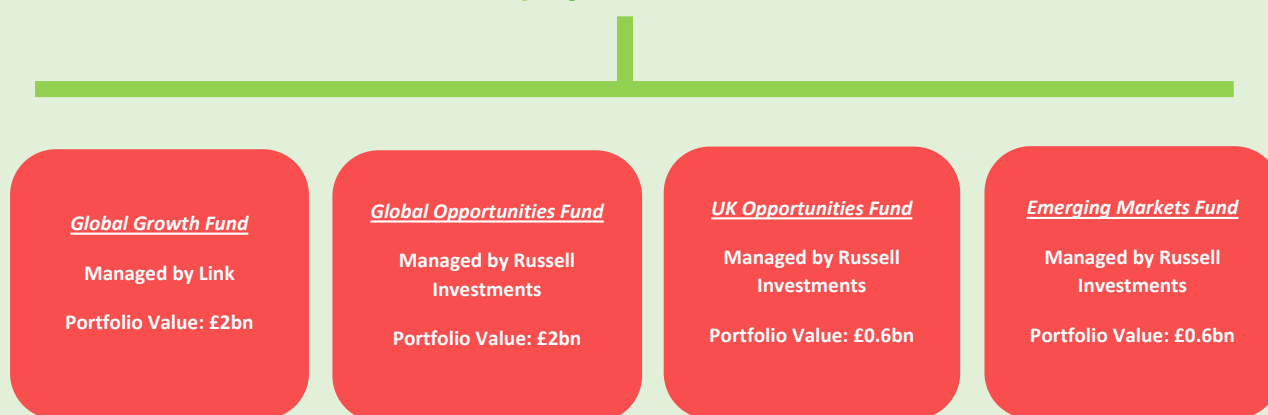 Global Growth Fund
Managed by Link
Portfolio Value: £2bn
Global Opportunities Fund
Managed by Russell
Investments
Portfolio Value: £2bn
UK Opportunities Fund
Managed by Russell
Investments
Portfolio Value: £0.6bn
Emerging Markets Fund
Managed by Russell
Investments
Portfolio Value: £0.6bn